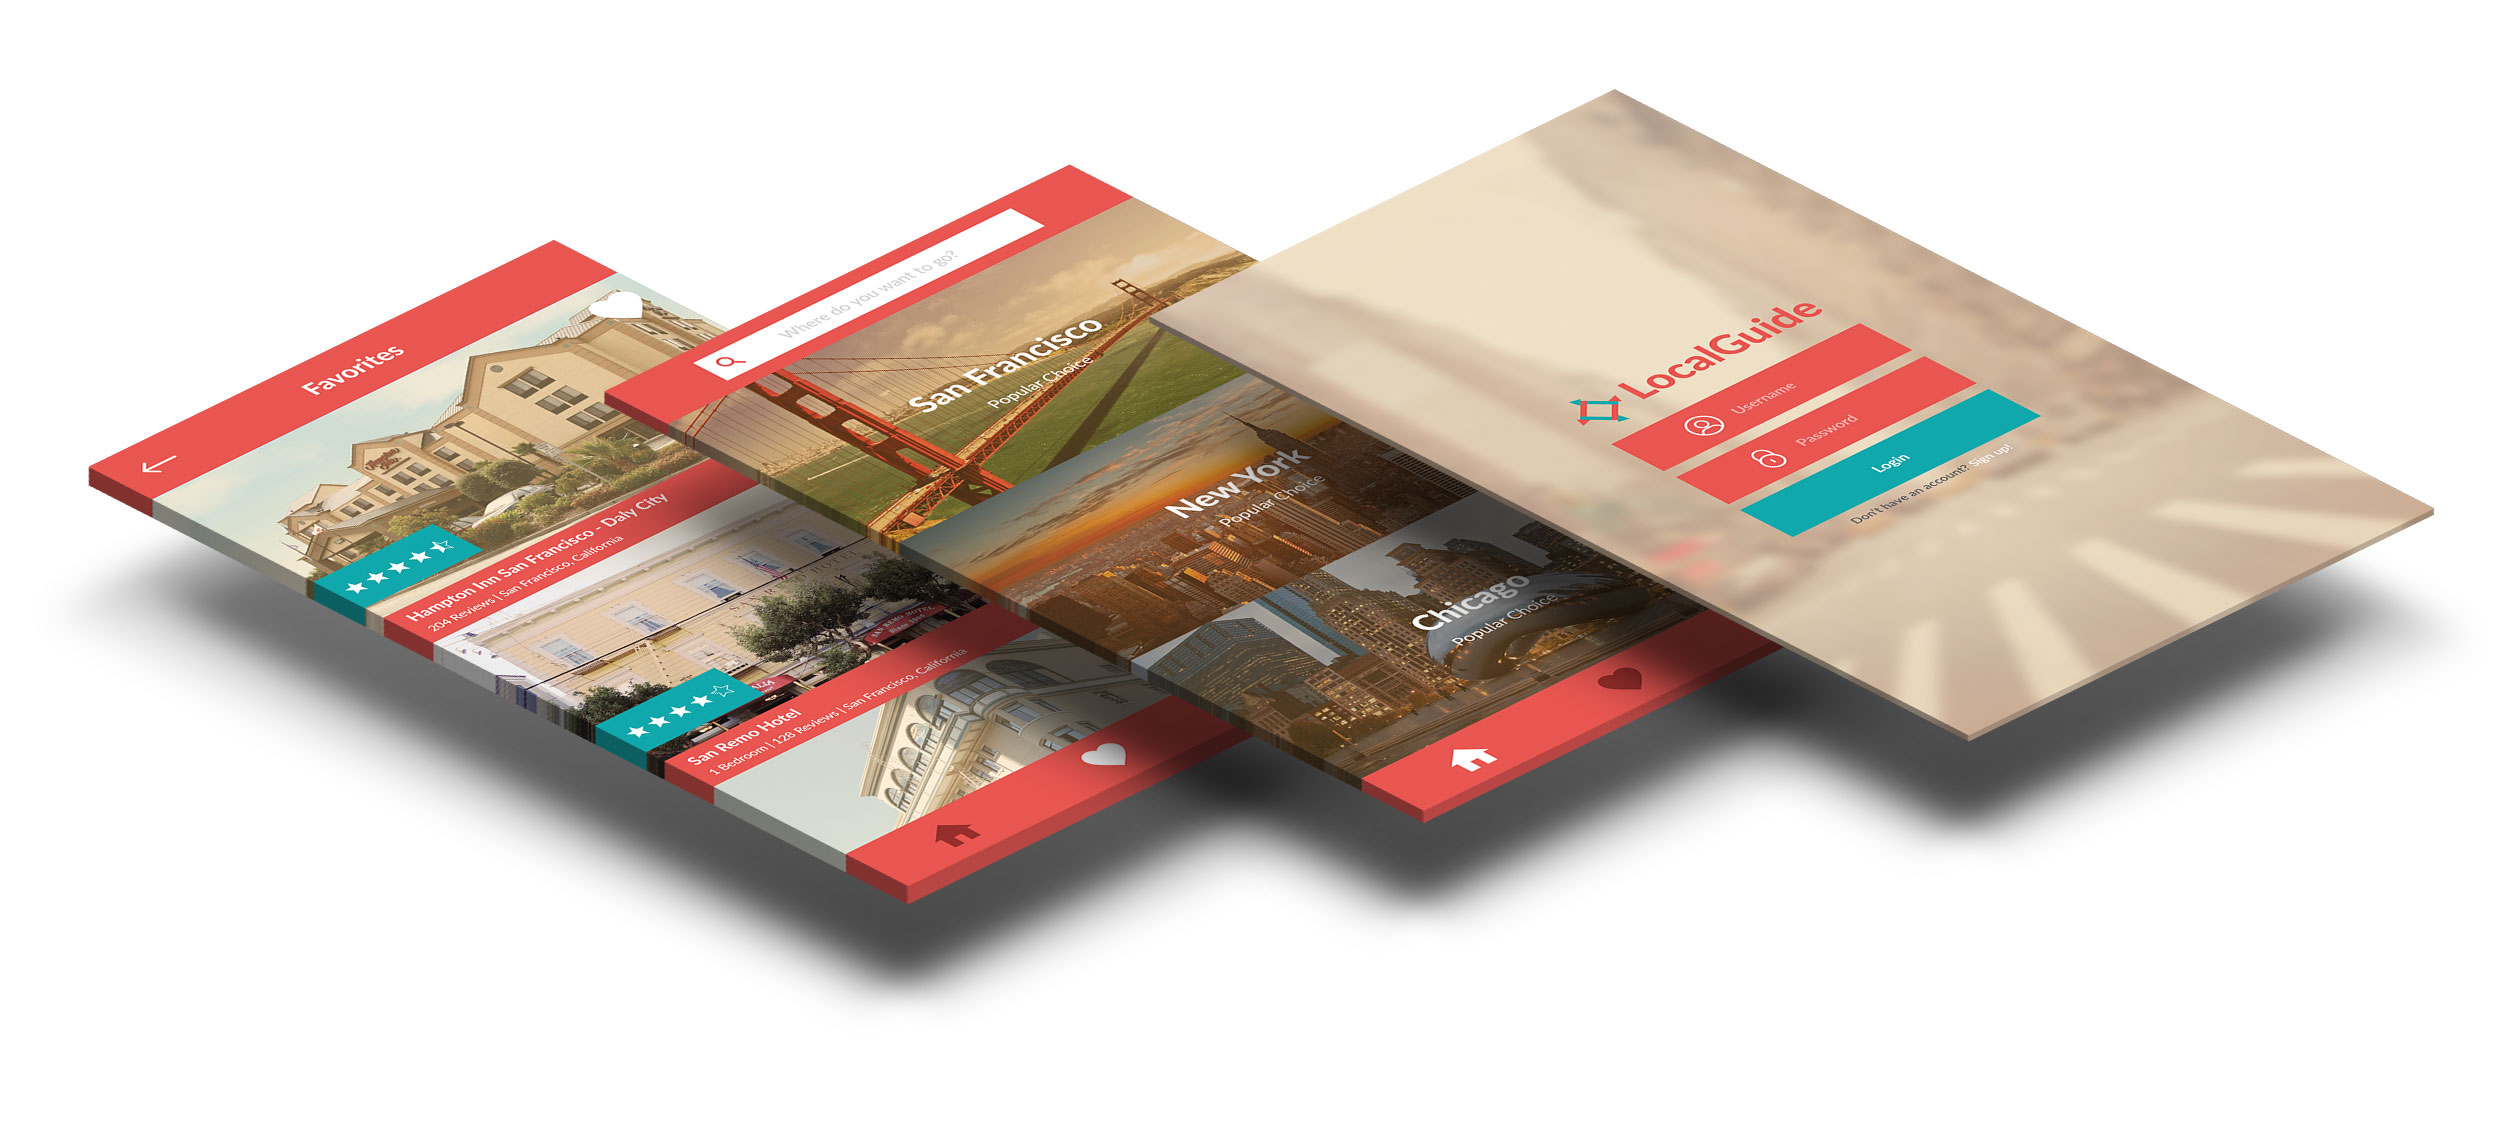 Favorites
Hampton Inn San Francisco - Daly City
204 Reviews | San Francisco, California
San Remo Hotel
1 Bedroom | 128 Reviews | San Francisco, California
Where do you want to go?
San Francisco
Popular Choice
New York
Popular Choice
Chicago
Popular Choice
LocalGuide
Username
Password
Login
Don't have an account? Sign up!